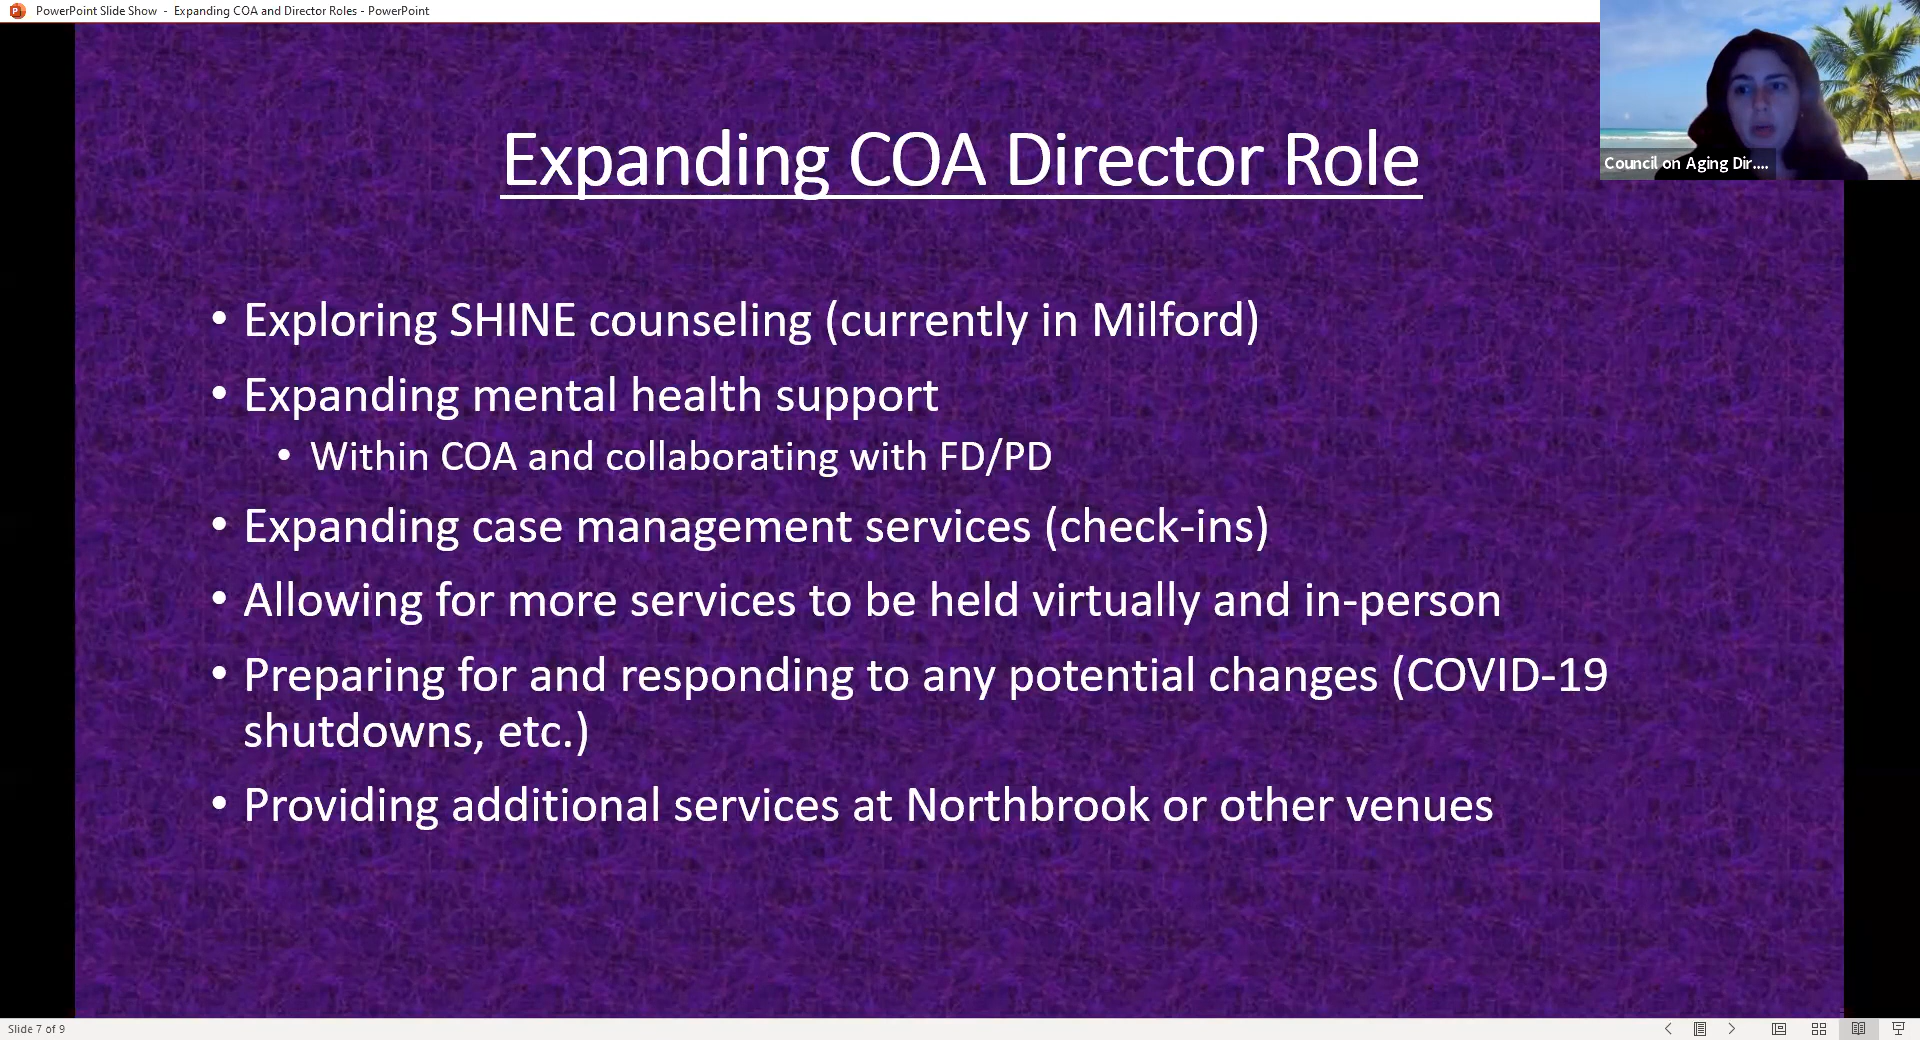 PowerPoint Slide Show - Expanding COA and Director Roles - PowerPoint
Council on Aging Dir....
Expanding COA Director Role
• Exploring SHINE counseling (currently in Milford)
• Expanding mental health support
• Within COA and collaborating with FD/PD
• Expanding case management services (check-ins)
• Allowing for more services to be held virtually and in-person
• Preparing for and responding to any potential changes (COVID-19
shutdowns, etc.)
• Providing additional services at Northbrook or other venues
Slide 7 of 9